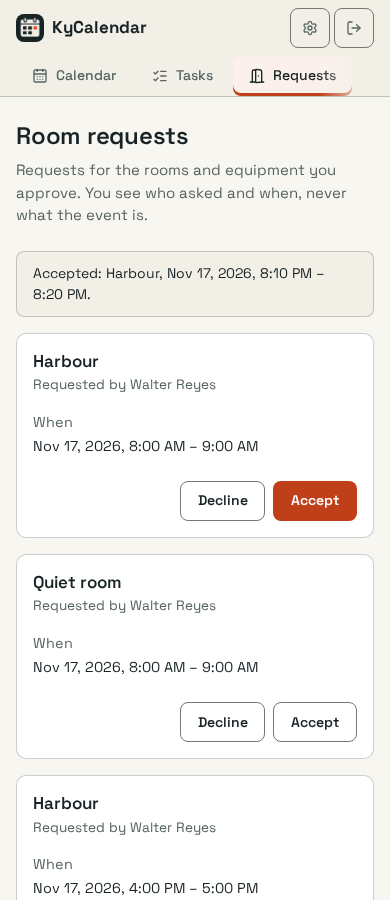 KyCalendar
Calendar
Tasks
Requests
Room requests
Requests for the rooms and equipment you
approve. You see who asked and when, never
what the event is.
Accepted: Harbour, Nov 17, 2026, 8:10 PM –
8:20 PM.
Harbour
Requested by Walter Reyes
When
Nov 17, 2026, 8:00 AM – 9:00 AM
Decline
Accept
Quiet room
Requested by Walter Reyes
When
Nov 17, 2026, 8:00 AM – 9:00 AM
Decline
Accept
Harbour
Requested by Walter Reyes
When
Nov 17, 2026, 4:00 PM – 5:00 PM